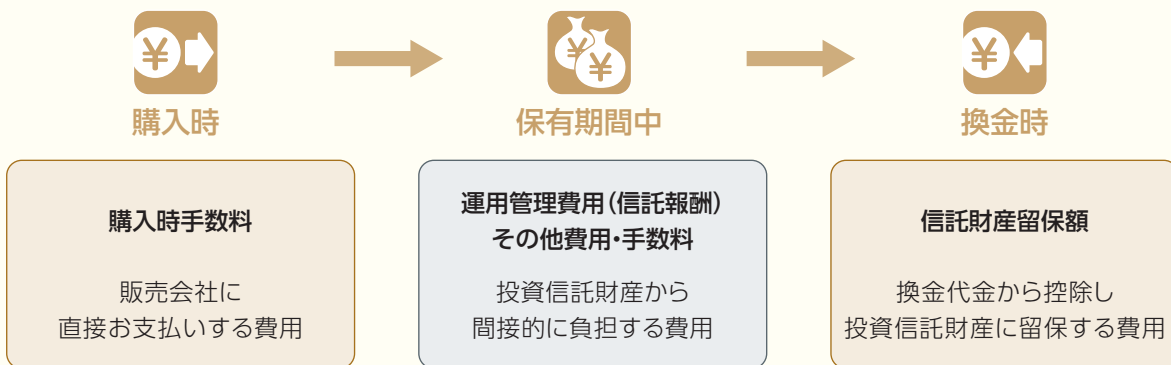 購入時
保有期間中
換金時
購入時手数料
販売会社に
直接お支払いする費用
運用管理費用(信託報酬)
その他費用・手数料
投資信託財産から
間接的に負担する費用
信託財産留保額
換金代金から控除し
投資信託財産に留保する費用